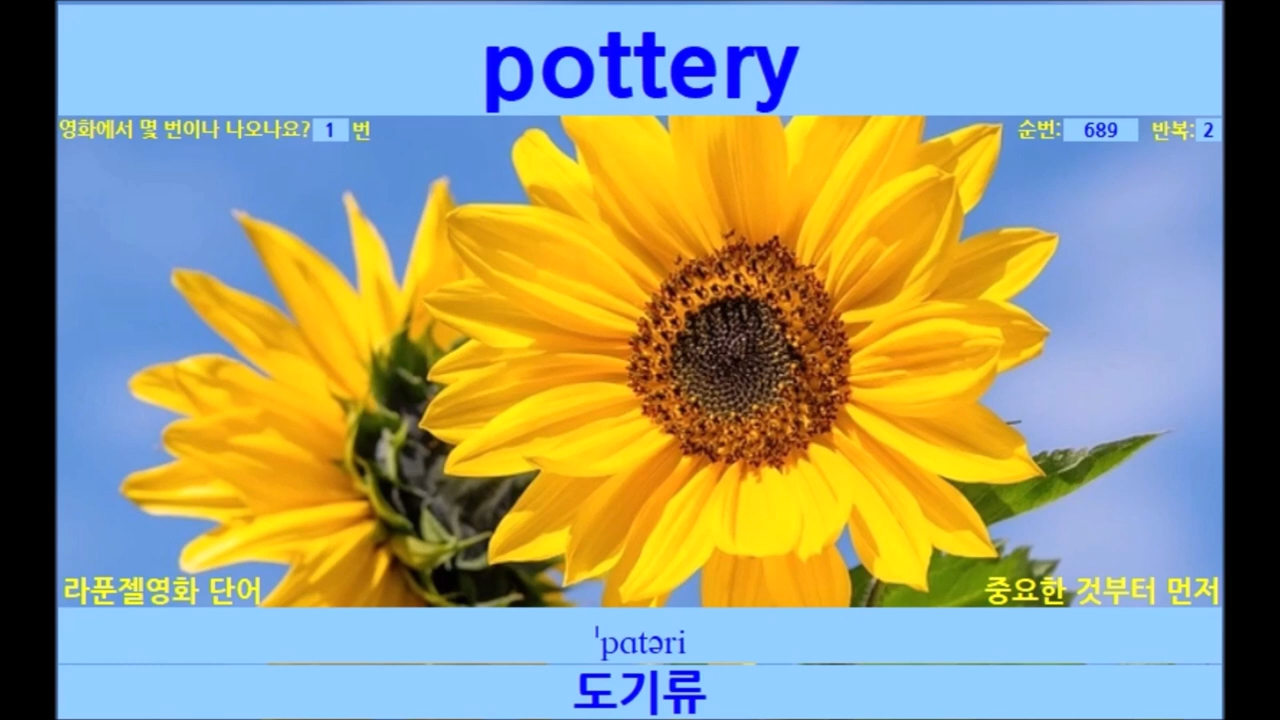 pottery
영화에서 몇 번이나 나오나요? 1 번
순번: 689 반복: 2
라푼젤영화 단어
중요한 것부터 먼저
ˈpɑtəri
도기류